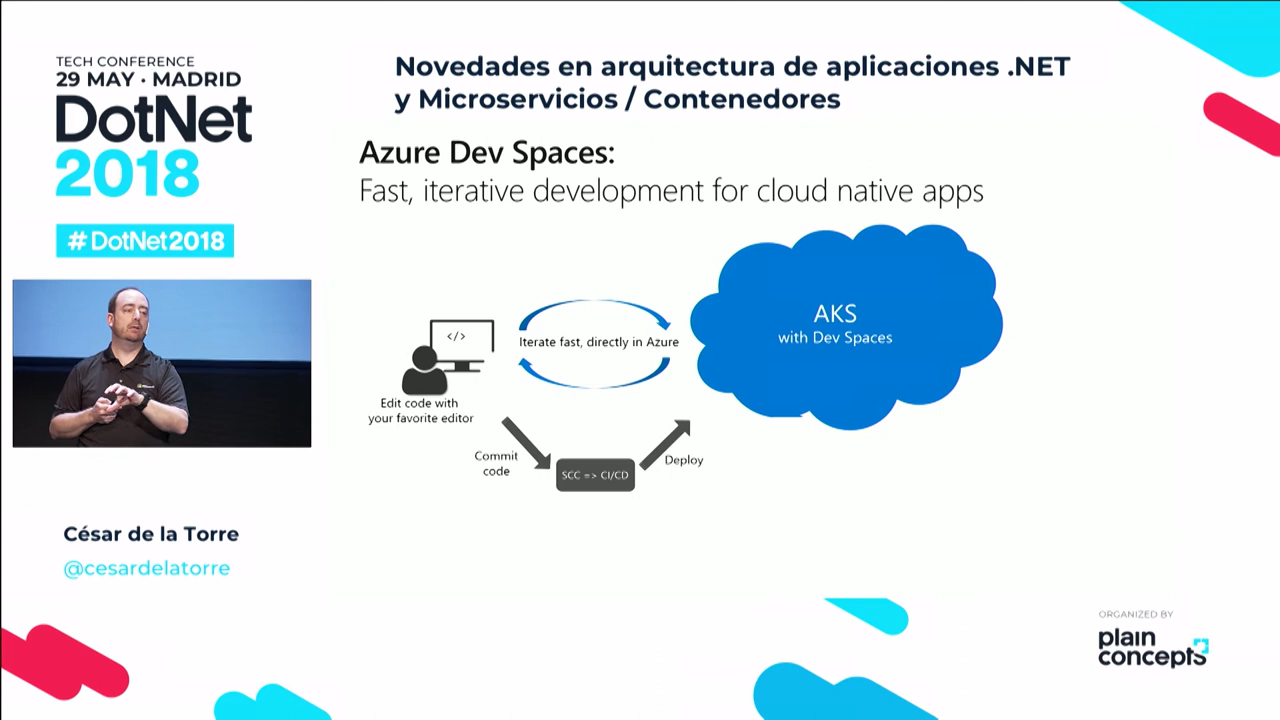 TECH CONFERENCE
29 MAY · MADRID
DotNet
2018
#DotNet2018
Novedades en arquitectura de aplicaciones .NET
y Microservicios / Contenedores
Azure Dev Spaces:
Fast, iterative development for cloud native apps
</>
Edit code with
your favorite editor
Iterate fast, directly in Azure
AKS
with Dev Spaces
Commit
code
SCC => CI/CD
Deploy
César de la Torre
@cesardelatorre
ORGANIZED BY
plain
concepts